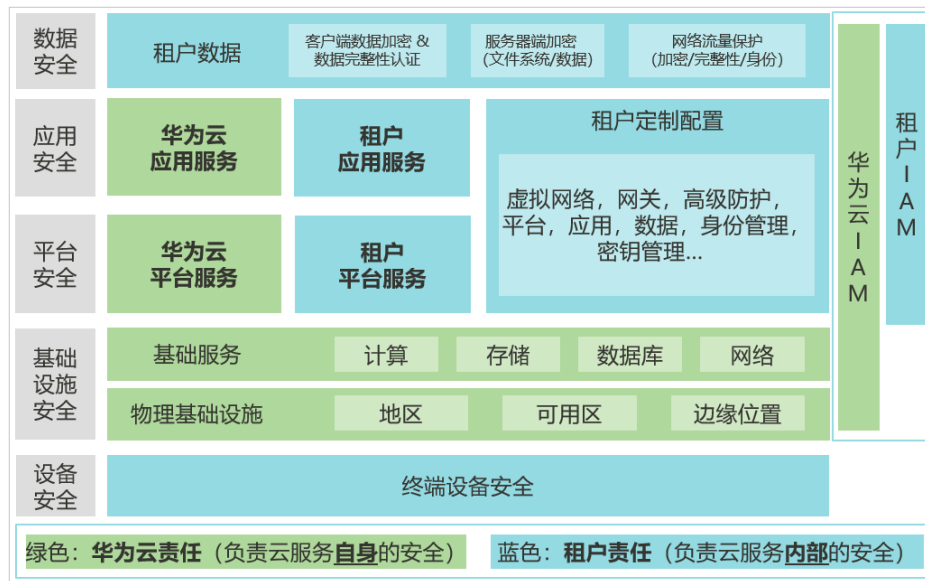 数据
安全
租户数据
客户端数据加密 &
数据完整性认证
服务器端加密
(文件系统/数据)
网络流量保护
(加密/完整性/身份)
应用
安全
华为云
应用服务
租户
应用服务
租户定制配置
虚拟网络，网关，高级防护，
平台，应用，数据，身份管理，
密钥管理...
平台
安全
华为云
平台服务
租户
平台服务
华为云IAM
租户IAM
基础
设施
安全
基础服务
计算
存储
数据库
网络
物理基础设施
地区
可用区
边缘位置
设备
安全
终端设备安全
绿色：华为云责任（负责云服务自身的安全）
蓝色：租户责任（负责云服务内部的安全）